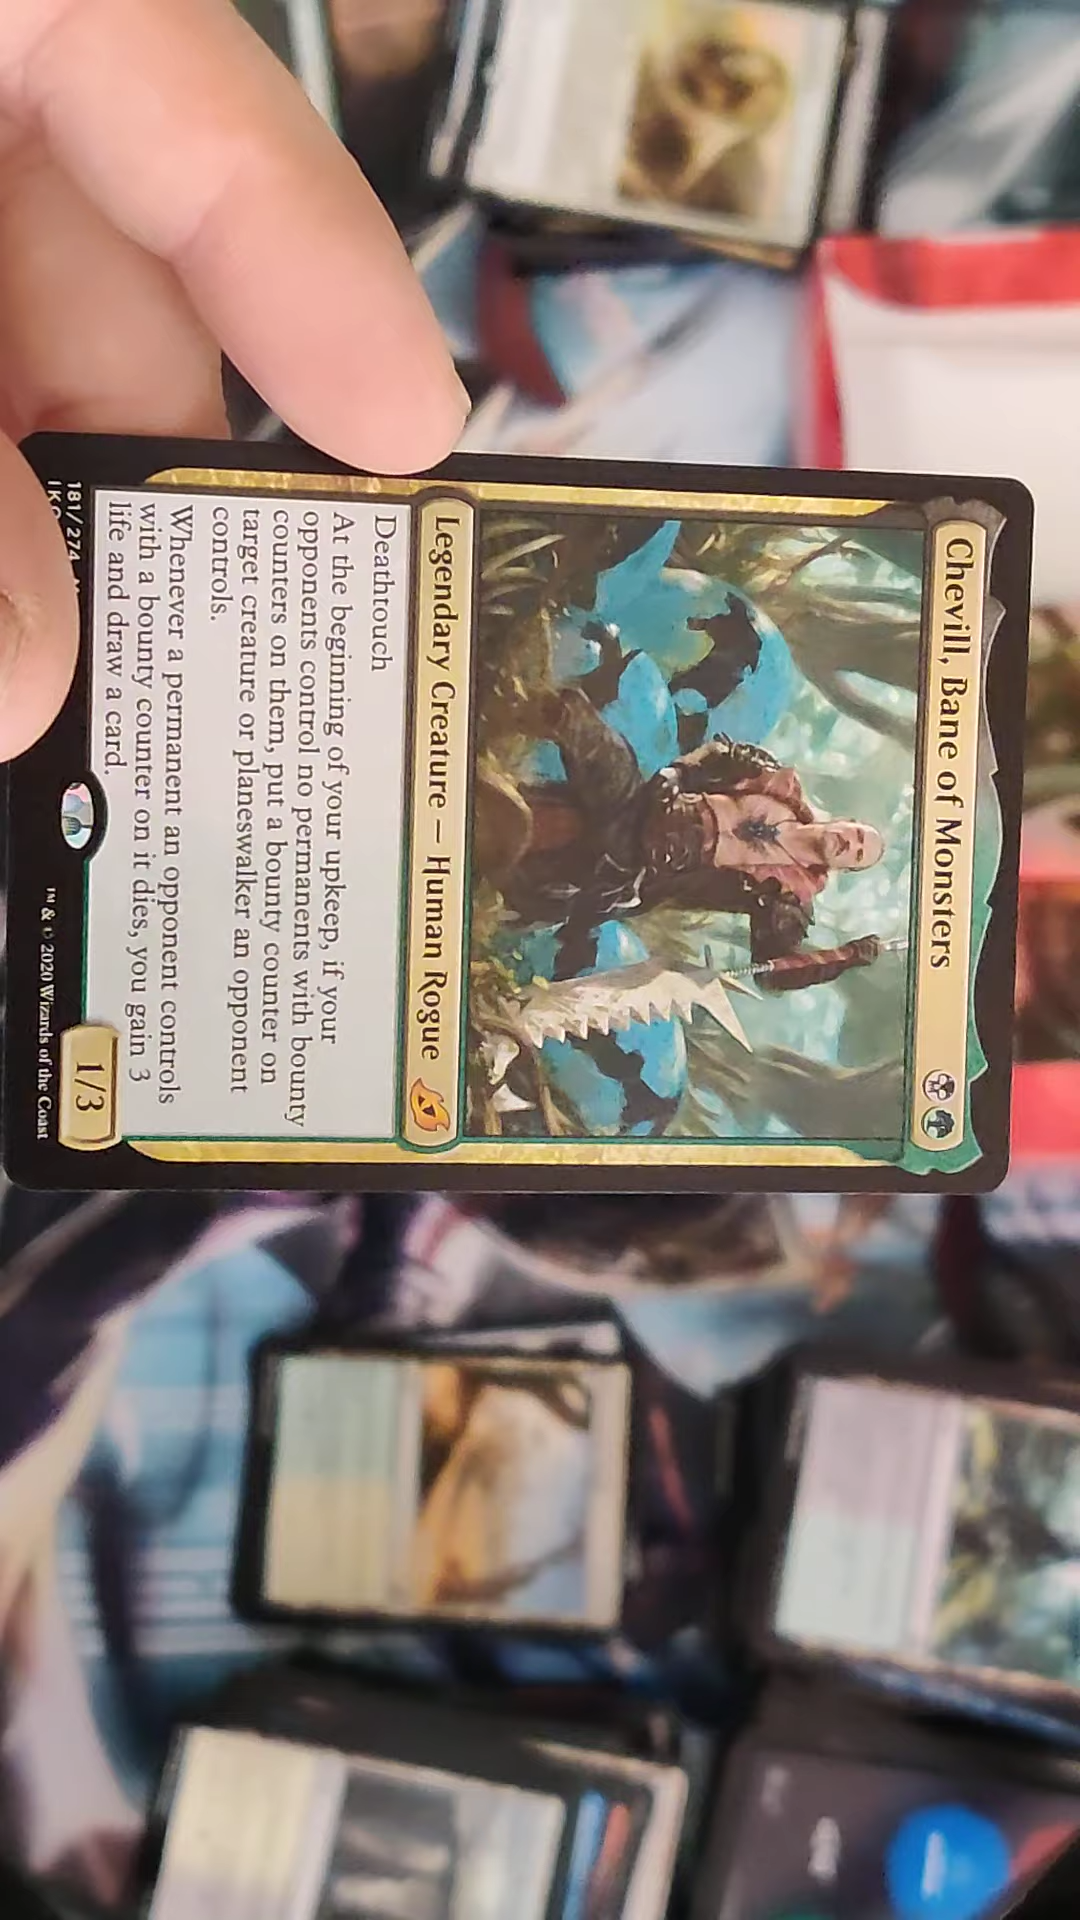 Chevill, Bane of Monsters
Legendary Creature – Human Rogue
Deathtouch
At the beginning of your upkeep, if your
opponents control no permanents with bounty
counters on them, put a bounty counter on
target creature or planeswalker an opponent
controls.
Whenever a permanent an opponent controls
with a bounty counter on it dies, you gain 3
life and draw a card.
1/3
181/274
™ & © 2020 Wizards of the Coast